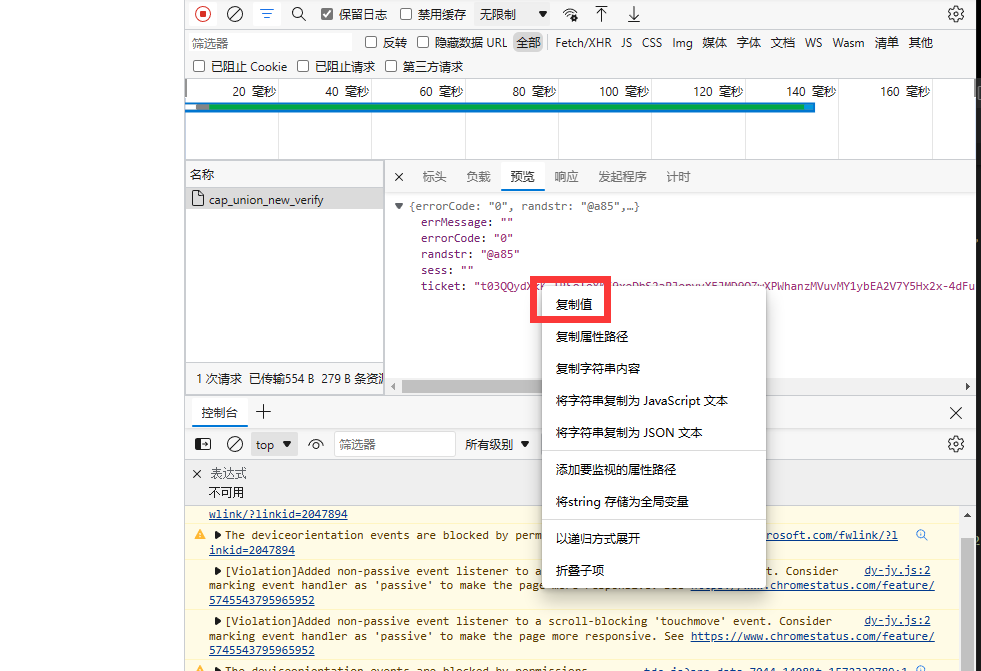 保留日志 禁用缓存 无限制
筛选器 反转 隐藏数据 URL 全部 Fetch/XHR JS CSS Img 媒体 字体 文档 WS Wasm 清单 其他
已阻止 Cookie 已阻止请求 第三方请求
20 毫秒 40 毫秒 60 毫秒 80 毫秒 100 毫秒 120 毫秒 140 毫秒 160 毫秒
名称
cap_union_new_verify
1 次请求 已传输554 B 279 B 条资源
标头 负载 预览 响应 发起程序 计时
{errorCode: "0", randstr: "@a85",…}
errMessage: ""
errorCode: "0"
randstr: "@a85"
sess: ""
ticket:
复制值
复制属性路径
复制字符串内容
将字符串复制为 JavaScript 文本
将字符串复制为 JSON 文本
添加要监视的属性路径
将string 存储为全局变量
以递归方式展开
折叠子项
控制台
top 筛选器 所有级别
表达式
不可用
wlink/?linkid=2047894
The deviceorientation events are blocked by perm rosoft.com/fwlink/?l
inkid=2047894
[Violation]Added non-passive event listener to a t. Consider dy-jy.js:2
marking event handler as 'passive' to make the page more responsive. See https://www.chromestatus.com/feature/
5745543795965952
[Violation]Added non-passive event listener to a scroll-blocking 'touchmove' event. Consider dy-jy.js:2
marking event handler as 'passive' to make the page more responsive. See https://www.chromestatus.com/feature/
5745543795965952
The deviceorientation events are blocked by permissions